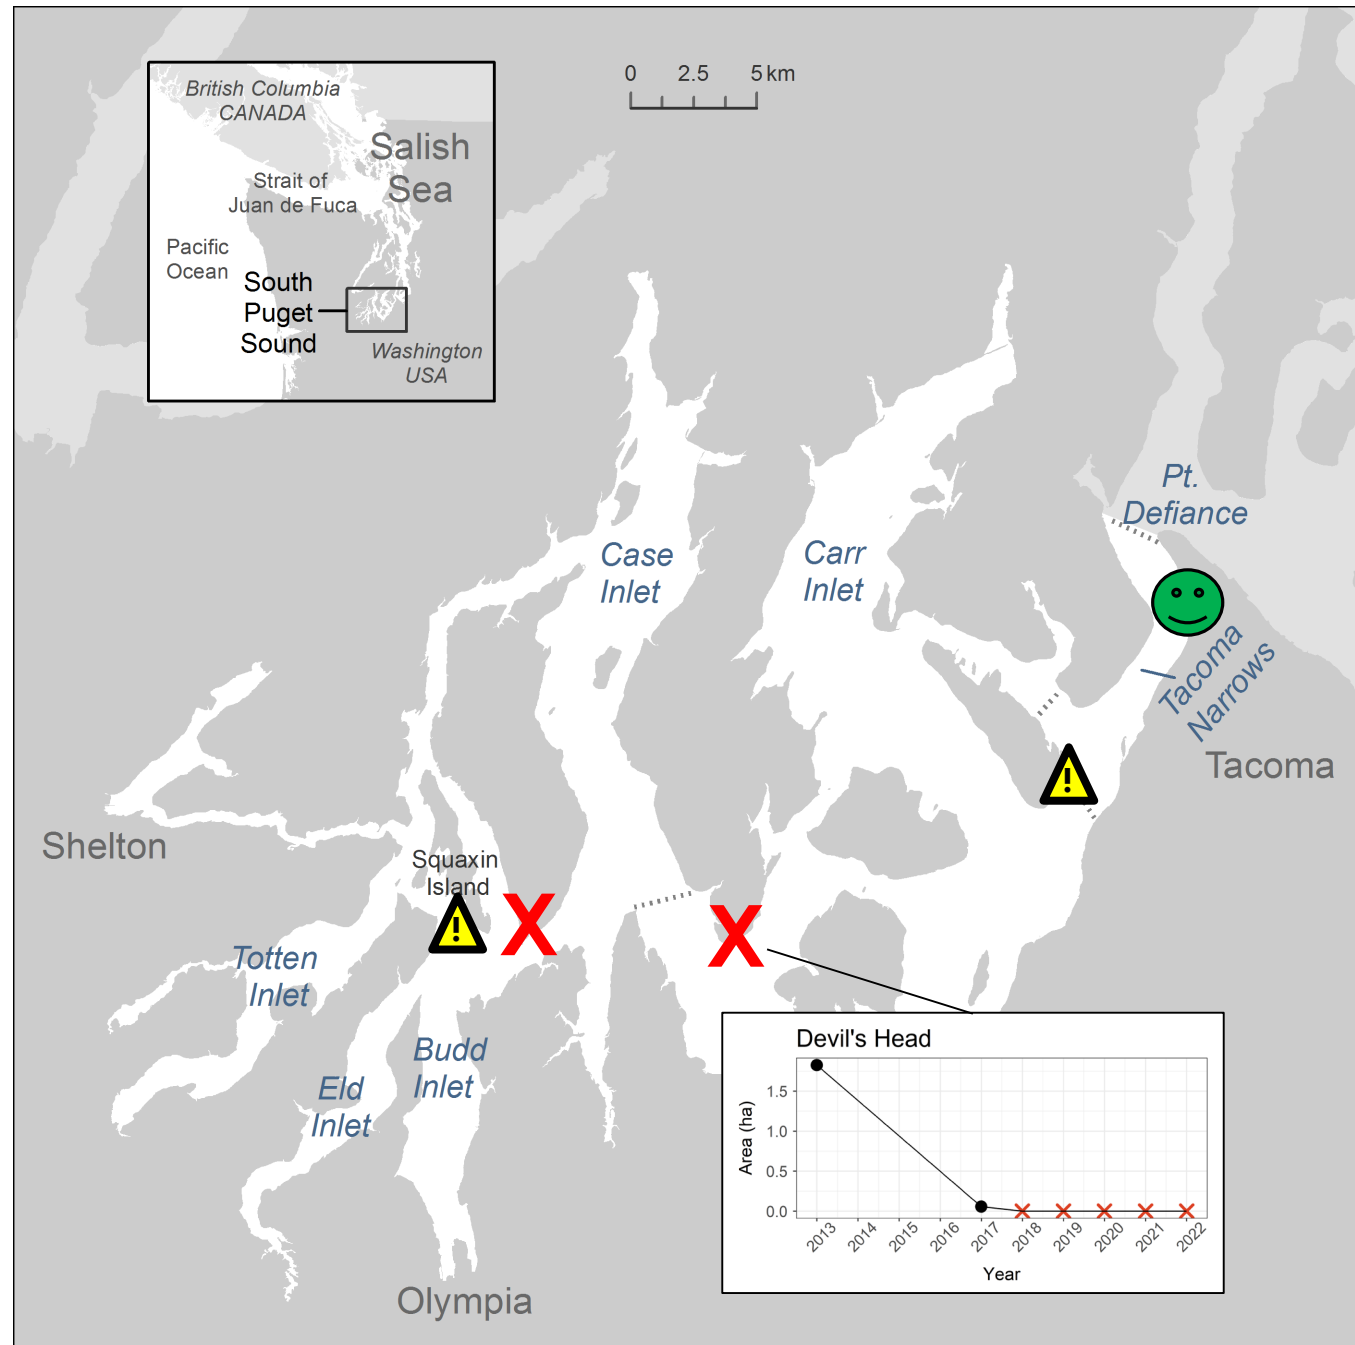 0 2.5 5 km
British Columbia
CANADA
Salish
Sea
Strait of
Juan de Fuca
Pacific
Ocean
South
Puget
Sound
Washington
USA
Pt.
Defiance
Case
Inlet
Carr
Inlet
Tacoma
Narrows
Tacoma
Shelton
Squaxin
Island
!
!
X
X
Totten
Inlet
Budd
Inlet
Eld
Inlet
Olympia
Devil's Head
Area (ha)
1.5
1.0
0.5
0.0
2013 2014 2015 2016 2017 2018 2019 2020 2021 2022
Year